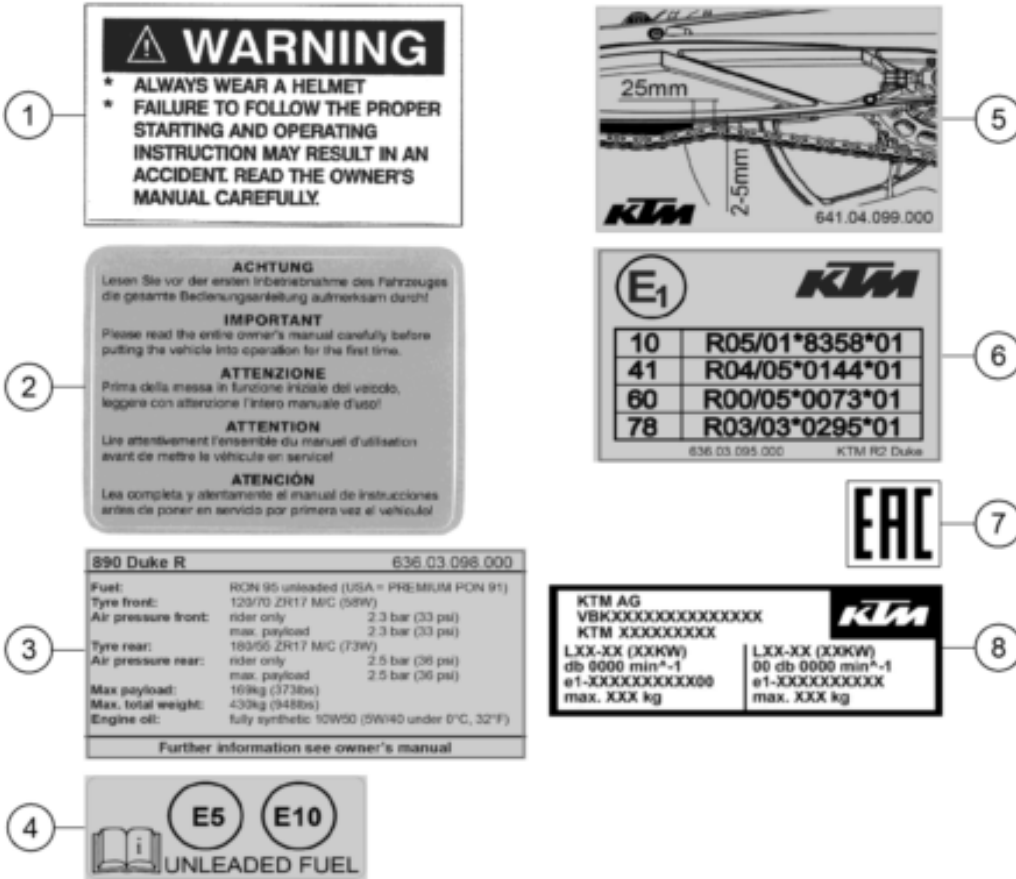 1
WARNING
* ALWAYS WEAR A HELMET
* FAILURE TO FOLLOW THE PROPER
STARTING AND OPERATING
INSTRUCTION MAY RESULT IN AN
ACCIDENT. READ THE OWNER'S
MANUAL CAREFULLY.
2
ACHTUNG
Lesen Sie vor der ersten Inbetriebnahme des Fahrzeuges
die gesamte Bedienungsanleitung aufmerksam durch!
IMPORTANT
Please read the entire owner's manual carefully before
putting the vehicle into operation for the first time.
ATTENZIONE
Prima della messa in funzione iniziale del veicolo,
leggere con attenzione l'intero manuale d'uso!
ATTENTION
Lire attentivement l'ensemble du manuel d'utilisation
avant de mettre le véhicule en service!
ATENCIÓN
Lea completa y atentamente el manual de instrucciones
antes de poner en servicio por primera vez el vehículo!
3
890 Duke R 636.03.098.000
Fuel: RON 95 unleaded (USA = PREMIUM PON 91)
Tyre front: 120/70 ZR17 M/C (58W)
Air pressure front: rider only 2.3 bar (33 psi)
max. payload 2.3 bar (33 psi)
Tyre rear: 180/55 ZR17 M/C (73W)
Air pressure rear: rider only 2.5 bar (36 psi)
max. payload 2.5 bar (36 psi)
Max payload: 169kg (373lbs)
Max. total weight: 430kg (948lbs)
Engine oil: fully synthetic 10W50 (5W/40 under 0°C, 32°F)
Further information see owner's manual
4
E5 E10
i
UNLEADED FUEL
5
25mm
2-5mm
KTM
641.04.099.000
6
E1 KTM
10 R05/01*8358*01
41 R04/05*0144*01
60 R00/05*0073*01
78 R03/03*0295*01
636.03.095.000 KTM R2 Duke
7
EAC
8
KTM AG
VBKXXXXXXXXXXXXXX
KTM XXXXXXXXX
KTM
LXX-XX (XXKW)
db 0000 min^-1
e1-XXXXXXXXXX00
max. XXX kg
LXX-XX (XXKW)
00 db 0000 min^-1
e1-XXXXXXXXXX
max. XXX kg